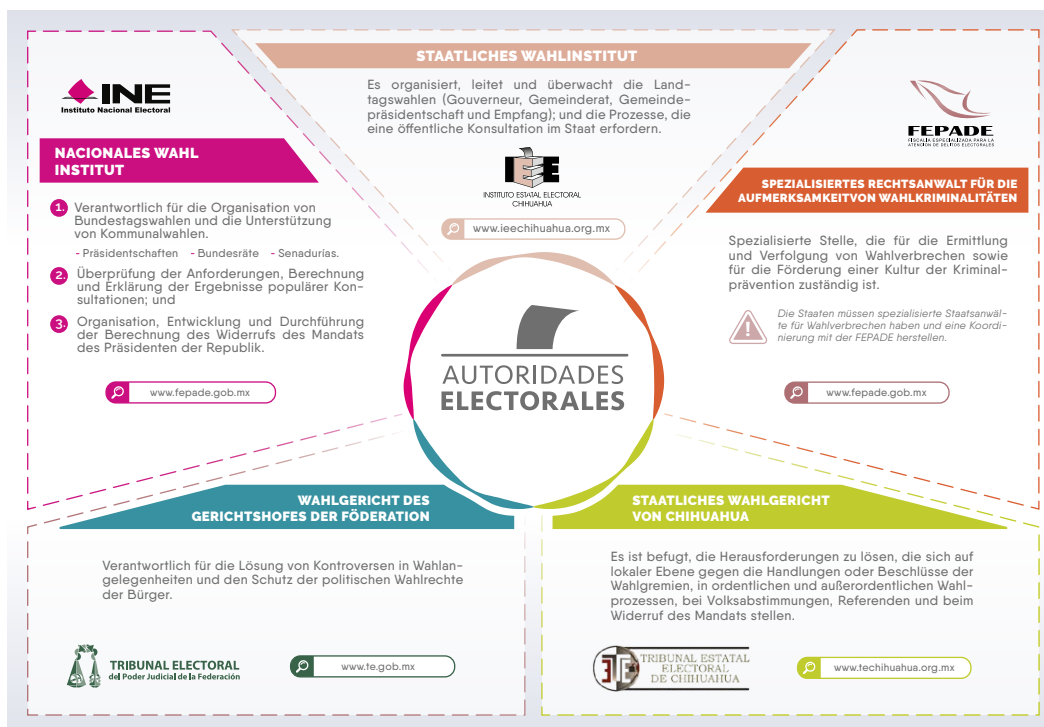 STAATLICHES WAHLINSTITUT
Es organisiert, leitet und überwacht die Land-
tagswahlen (Gouverneur, Gemeinderat, Gemeinde-
präsidentschaft und Empfang); und die Prozesse, die
eine öffentliche Konsultation im Staat erfordern.
IEE
INSTITUTO ESTATAL ELECTORAL
CHIHUAHUA
www.ieechihuahua.org.mx
INE
Instituto Nacional Electoral
NACIONALES WAHL
INSTITUT
1. Verantwortlich für die Organisation von
Bundestagswahlen und die Unterstützung
von Kommunalwahlen.
- Präsidentschaften - Bundesräte - Senadurías.
2. Überprüfung der Anforderungen, Berechnung
und Erklärung der Ergebnisse populärer Kon-
sultationen; und
3. Organisation, Entwicklung und Durchführung
der Berechnung des Widerrufs des Mandats
des Präsidenten der Republik.
www.fepade.gob.mx
FEPADE
FISCALÍA ESPECIALIZADA PARA LA
ATENCIÓN DE DELITOS ELECTORALES
SPEZIALISIERTES RECHTSANWALT FÜR DIE
AUFMERKSAMKEITVON WAHLKRIMINALITÄTEN
Spezialisierte Stelle, die für die Ermittlung
und Verfolgung von Wahlverbrechen sowie
für die Förderung einer Kultur der Kriminal-
prävention zuständig ist.
Die Staaten müssen spezialisierte Staatsanwäl-
te für Wahlverbrechen haben und eine Koordi-
nierung mit der FEPADE herstellen.
www.fepade.gob.mx
AUTORIDADES
ELECTORALES
WAHLGERICHT DES
GERICHTSHOFES DER FÖDERATION
Verantwortlich für die Lösung von Kontroversen in Wahlan-
gelegenheiten und den Schutz der politischen Wahlrechte
der Bürger.
TRIBUNAL ELECTORAL
del Poder Judicial de la Federación
www.te.gob.mx
STAATLICHES WAHLGERICHT
VON CHIHUAHUA
Es ist befugt, die Herausforderungen zu lösen, die sich auf
lokaler Ebene gegen die Handlungen oder Beschlüsse der
Wahlgremien, in ordentlichen und außerordentlichen Wahl-
prozessen, bei Volksabstimmungen, Referenden und beim
Widerruf des Mandats stellen.
TRIBUNAL ESTATAL
ELECTORAL
DE CHIHUAHUA
www.techihuahua.org.mx